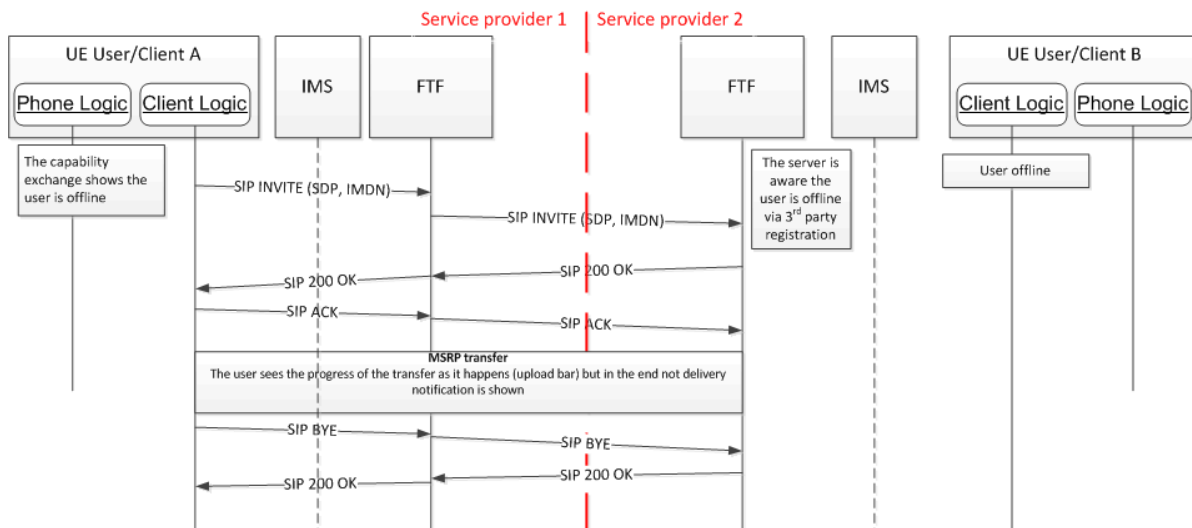 Service provider 1
Service provider 2
UE User/Client A
Phone Logic
Client Logic
IMS
FTF
FTF
IMS
UE User/Client B
Client Logic
Phone Logic
The capability
exchange shows the
user is offline
The server is
aware the
user is offline
via 3rd party
registration
User offline
SIP INVITE (SDP, IMDN)
SIP INVITE (SDP, IMDN)
SIP 200 OK
SIP 200 OK
SIP ACK
SIP ACK
MSRP transfer
The user sees the progress of the transfer as it happens (upload bar) but in the end not delivery
notification is shown
SIP BYE
SIP BYE
SIP 200 OK
SIP 200 OK